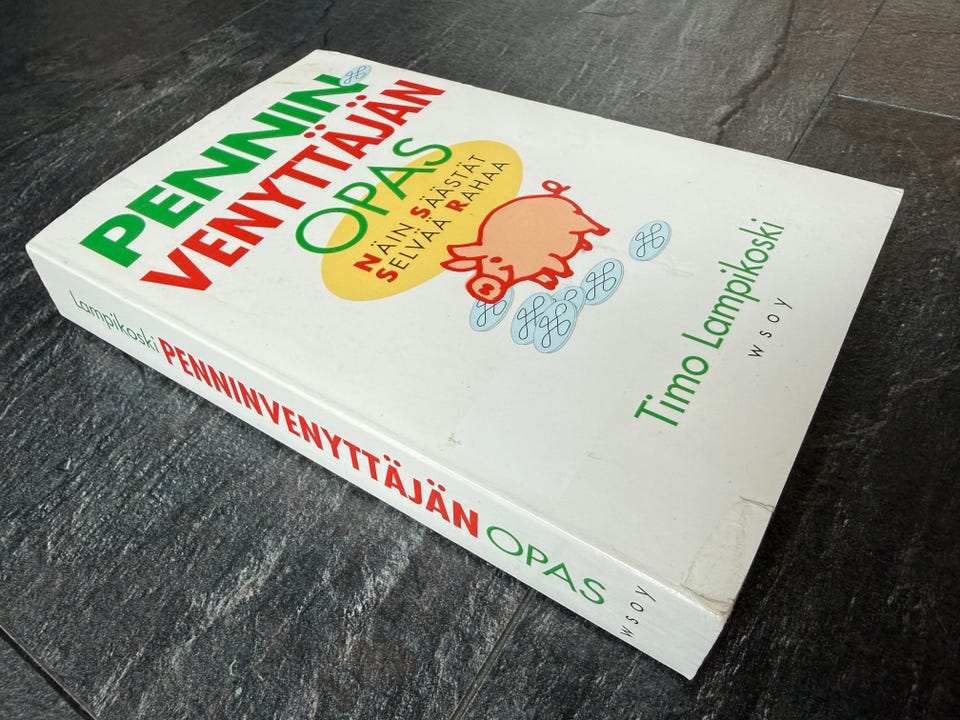 PENNIN-
VENYTTÄJÄN
OPAS
NÄIN SÄÄSTÄT
SELVÄÄ RAHAA
Timo Lampikoski
wsoy
Lampikoski PENNINVENYTTÄJÄN OPAS wsoy